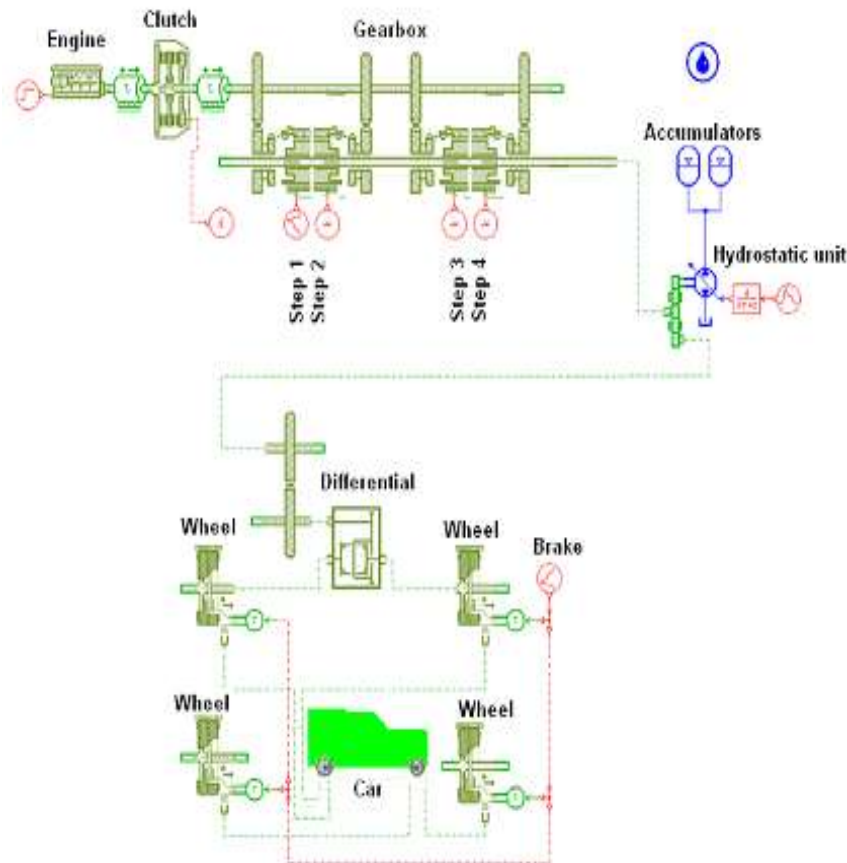 Clutch
Engine
Gearbox
Accumulators
Hydrostatic unit
Step 1
Step 2
Step 3
Step 4
Differential
Wheel
Wheel
Brake
Wheel
Wheel
Car